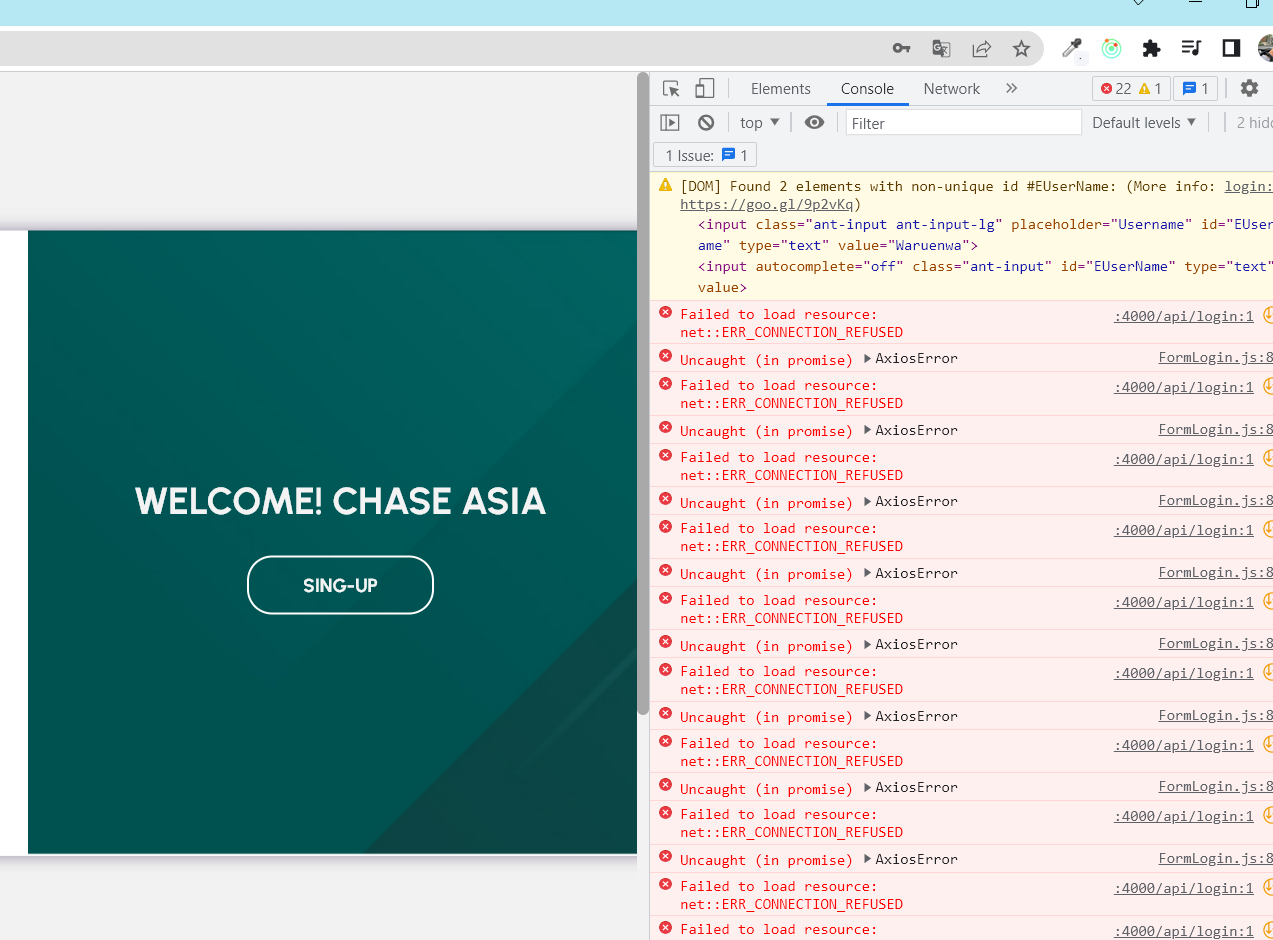 WELCOME! CHASE ASIA
SING-UP
Elements Console Network » 22 1 1
top Filter Default levels 2
1 Issue: 1
[DOM] Found 2 elements with non-unique id #EUserName: (More info: login:
https://goo.gl/9p2vKq)
<input class="ant-input ant-input-lg" placeholder="Username" id="EUser
ame" type="text" value="Waruenwa">
<input autocomplete="off" class="ant-input" id="EUserName" type="text"
value>
Failed to load resource: :4000/api/login:1
net::ERR_CONNECTION_REFUSED
Uncaught (in promise) AxiosError FormLogin.js:8
Failed to load resource: :4000/api/login:1
net::ERR_CONNECTION_REFUSED
Uncaught (in promise) AxiosError FormLogin.js:8
Failed to load resource: :4000/api/login:1
net::ERR_CONNECTION_REFUSED
Uncaught (in promise) AxiosError FormLogin.js:8
Failed to load resource: :4000/api/login:1
net::ERR_CONNECTION_REFUSED
Uncaught (in promise) AxiosError FormLogin.js:8
Failed to load resource: :4000/api/login:1
net::ERR_CONNECTION_REFUSED
Uncaught (in promise) AxiosError FormLogin.js:8
Failed to load resource: :4000/api/login:1
net::ERR_CONNECTION_REFUSED
Uncaught (in promise) AxiosError FormLogin.js:8
Failed to load resource: :4000/api/login:1
net::ERR_CONNECTION_REFUSED
Uncaught (in promise) AxiosError FormLogin.js:8
Failed to load resource: :4000/api/login:1
net::ERR_CONNECTION_REFUSED
Uncaught (in promise) AxiosError FormLogin.js:8
Failed to load resource: :4000/api/login:1
net::ERR_CONNECTION_REFUSED
Failed to load resource: :4000/api/login:1